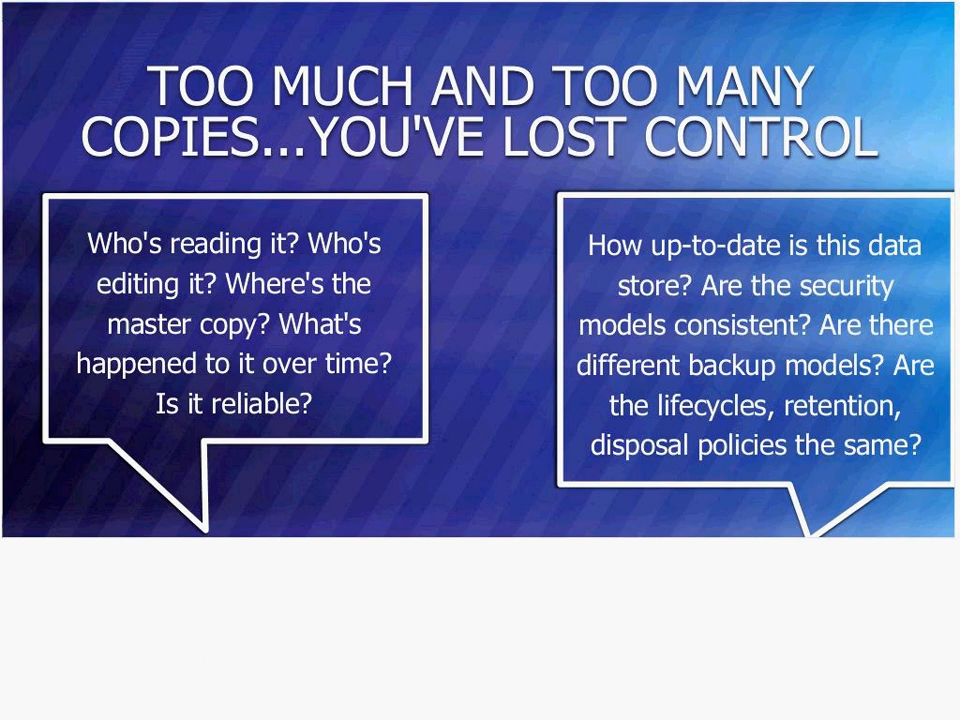 TOO MUCH AND TOO MANY
COPIES...YOU'VE LOST CONTROL
Who's reading it? Who's
editing it? Where's the
master copy? What's
happened to it over time?
Is it reliable?
How up-to-date is this data
store? Are the security
models consistent? Are there
different backup models? Are
the lifecycles, retention,
disposal policies the same?